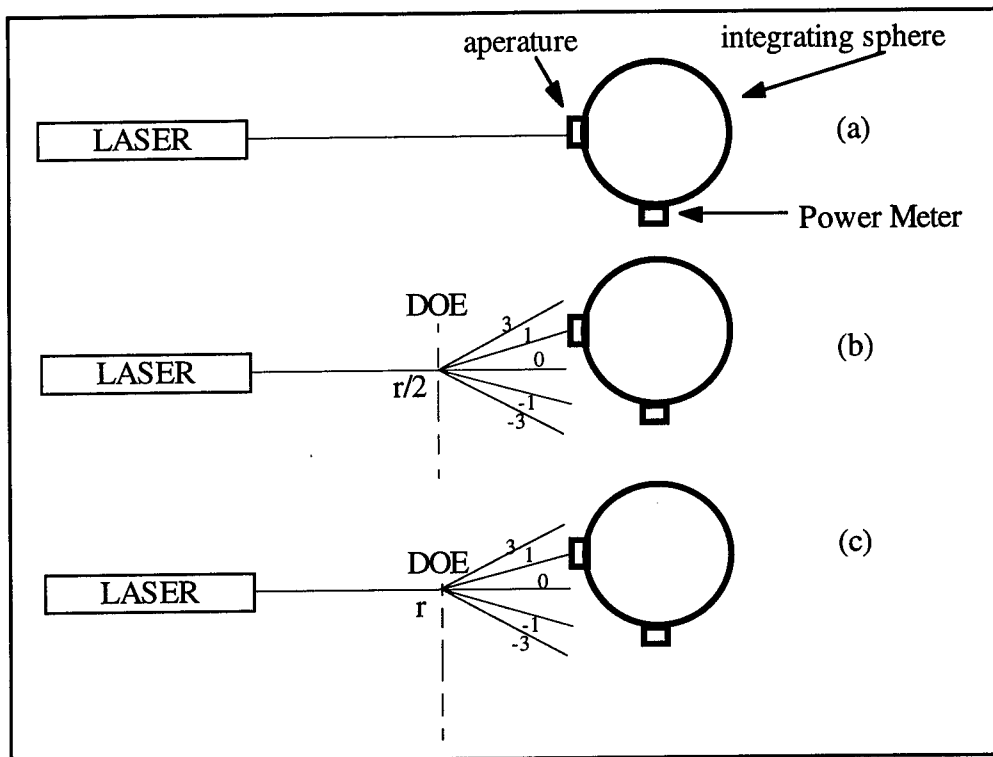 aperature
integrating sphere
LASER
(a)
Power Meter
DOE
3
1
0
LASER
r/2
-1
-3
(b)
DOE
3
1
0
LASER
r
-1
-3
(c)